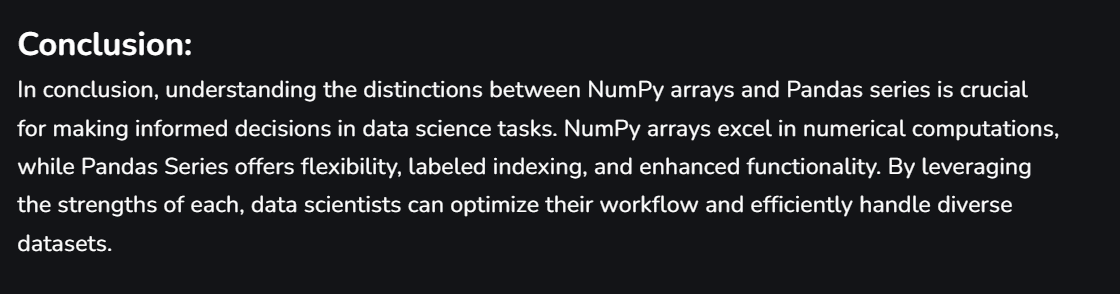 Conclusion:
In conclusion, understanding the distinctions between NumPy arrays and Pandas series is crucial
for making informed decisions in data science tasks. NumPy arrays excel in numerical computations,
while Pandas Series offers flexibility, labeled indexing, and enhanced functionality. By leveraging
the strengths of each, data scientists can optimize their workflow and efficiently handle diverse
datasets.